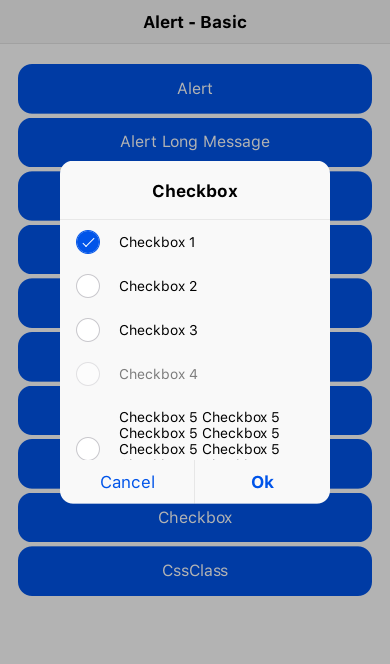 Alert - Basic
Alert
Alert Long Message
Checkbox
Checkbox 1
Checkbox 2
Checkbox 3
Checkbox 4
Checkbox 5 Checkbox 5
Checkbox 5 Checkbox 5
Checkbox 5 Checkbox 5
Cancel
Ok
Checkbox
CssClass